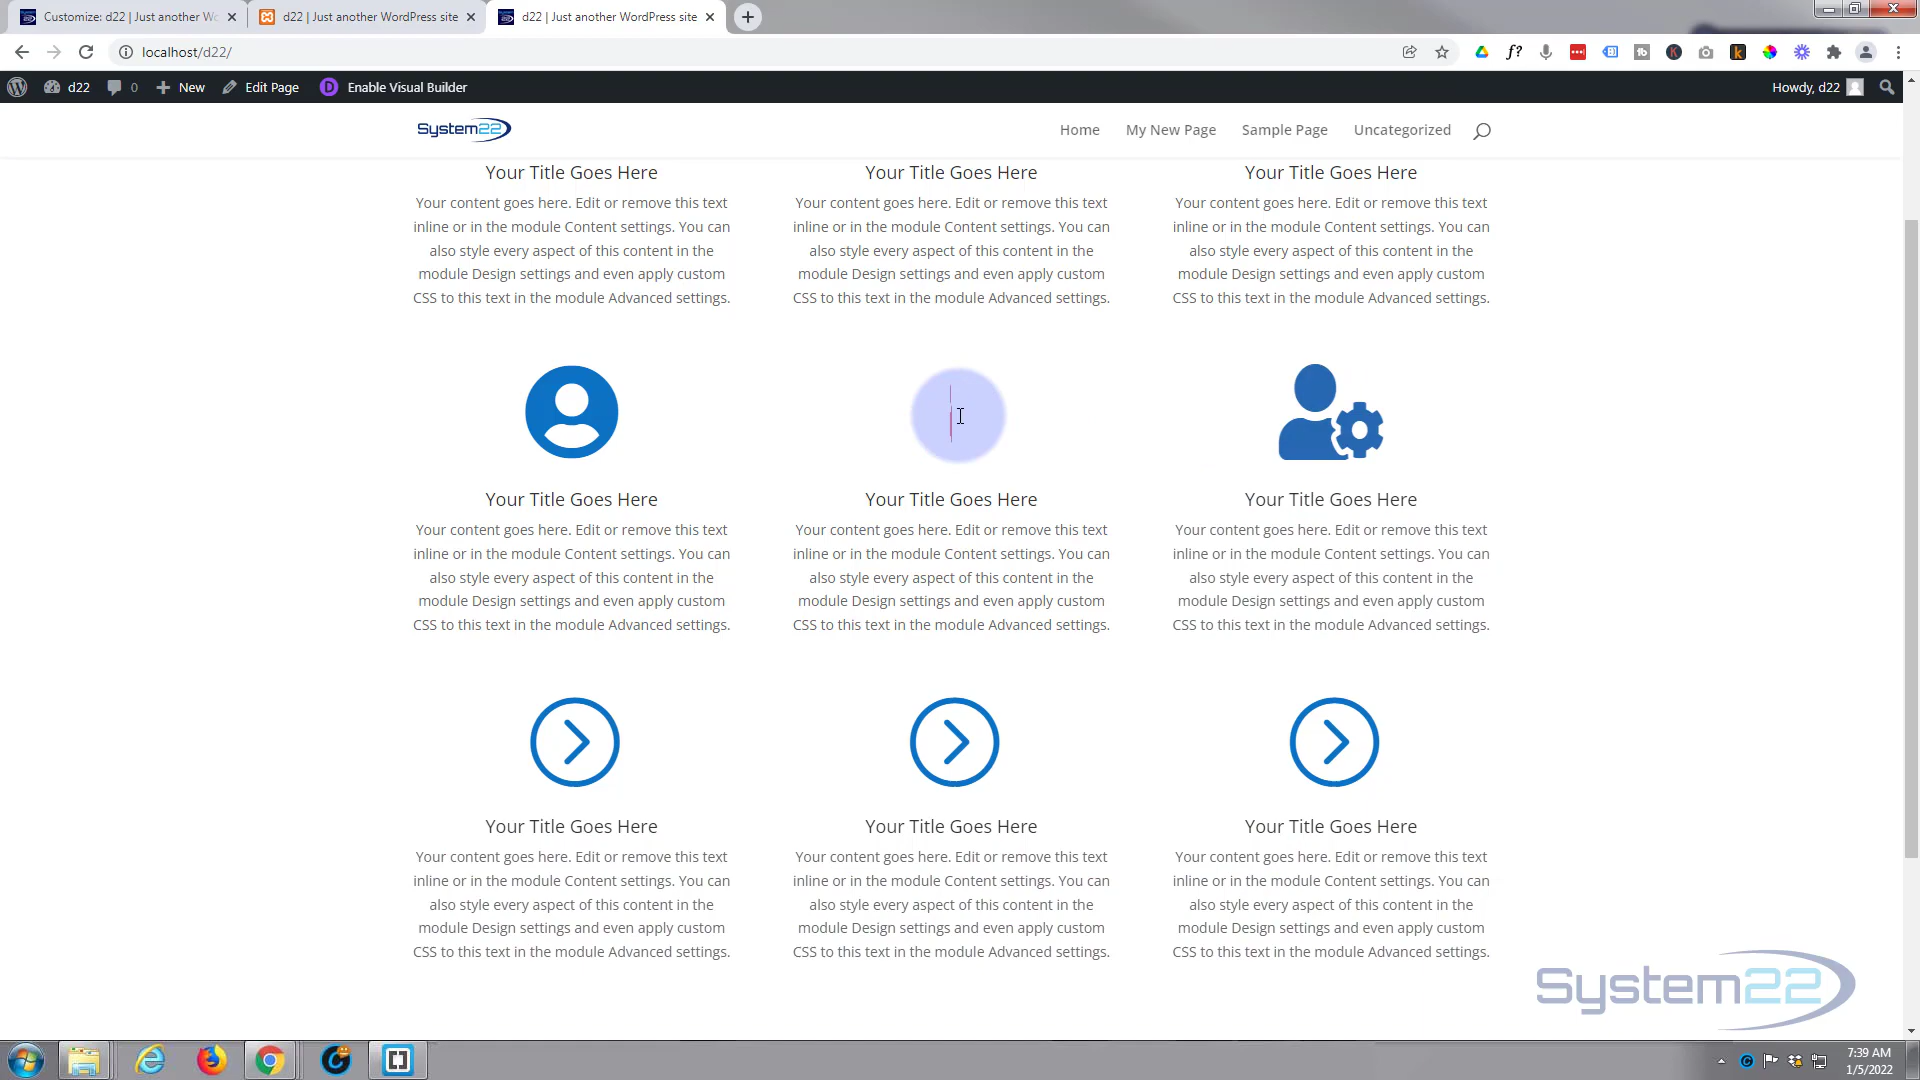 Customize: d22 | Just another Wo
d22 | Just another WordPress site
d22 | Just another WordPress site
localhost/d22/
d22
0
New
Edit Page
D
Enable Visual Builder
Howdy, d22
System22
Home
My New Page
Sample Page
Uncategorized
Your Title Goes Here
Your content goes here. Edit or remove this text
inline or in the module Content settings. You can
also style every aspect of this content in the
module Design settings and even apply custom
CSS to this text in the module Advanced settings.
Your Title Goes Here
Your content goes here. Edit or remove this text
inline or in the module Content settings. You can
also style every aspect of this content in the
module Design settings and even apply custom
CSS to this text in the module Advanced settings.
Your Title Goes Here
Your content goes here. Edit or remove this text
inline or in the module Content settings. You can
also style every aspect of this content in the
module Design settings and even apply custom
CSS to this text in the module Advanced settings.
Your Title Goes Here
Your content goes here. Edit or remove this text
inline or in the module Content settings. You can
also style every aspect of this content in the
module Design settings and even apply custom
CSS to this text in the module Advanced settings.
Your Title Goes Here
Your content goes here. Edit or remove this text
inline or in the module Content settings. You can
also style every aspect of this content in the
module Design settings and even apply custom
CSS to this text in the module Advanced settings.
Your Title Goes Here
Your content goes here. Edit or remove this text
inline or in the module Content settings. You can
also style every aspect of this content in the
module Design settings and even apply custom
CSS to this text in the module Advanced settings.
Your Title Goes Here
Your content goes here. Edit or remove this text
inline or in the module Content settings. You can
also style every aspect of this content in the
module Design settings and even apply custom
CSS to this text in the module Advanced settings.
Your Title Goes Here
Your content goes here. Edit or remove this text
inline or in the module Content settings. You can
also style every aspect of this content in the
module Design settings and even apply custom
CSS to this text in the module Advanced settings.
Your Title Goes Here
Your content goes here. Edit or remove this text
inline or in the module Content settings. You can
also style every aspect of this content in the
module Design settings and even apply custom
CSS to this text in the module Advanced settings.
System22
7:39 AM
1/5/2022